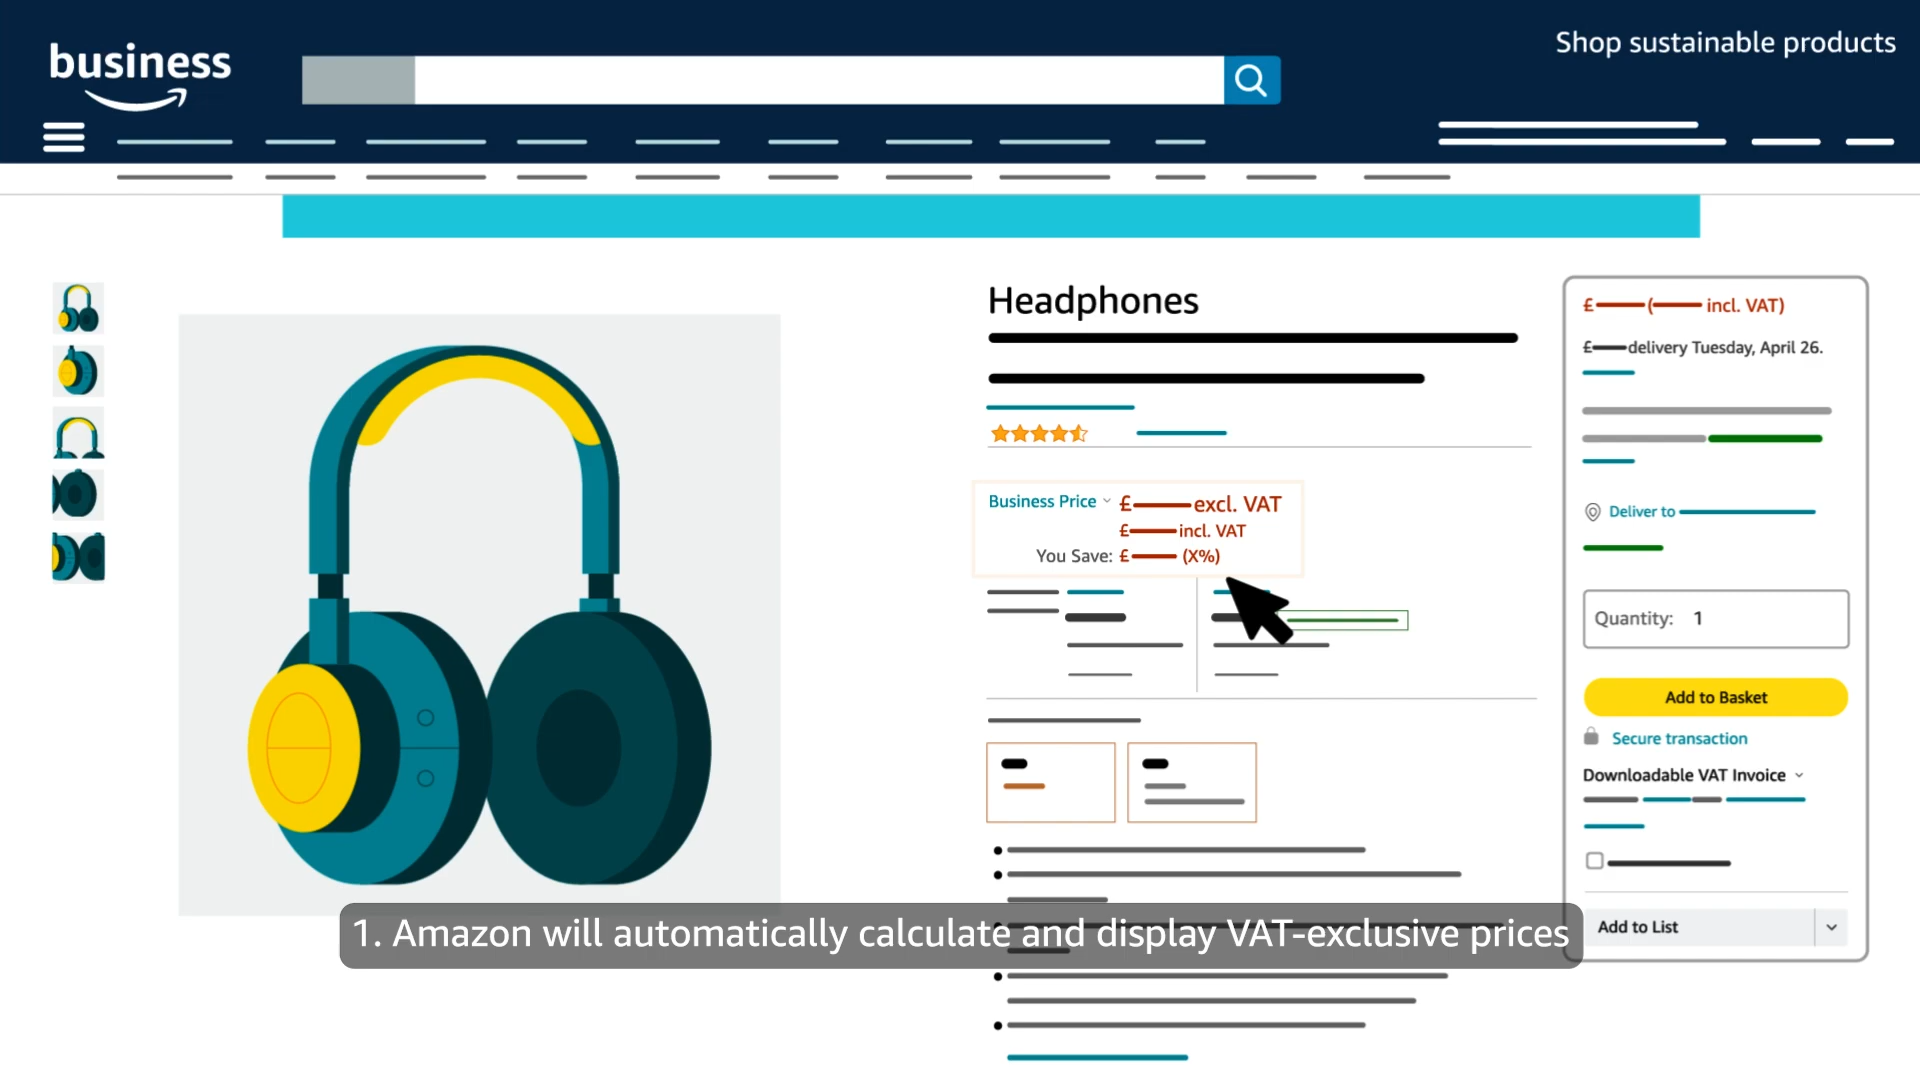 business
Shop sustainable products
Headphones
Business Price £ excl. VAT
£ incl. VAT
You Save: £ (X%)
£ ( incl. VAT)
£ delivery Tuesday, April 26.
Deliver to
Quantity: 1
Add to Basket
Secure transaction
Downloadable VAT Invoice
Add to List
1. Amazon will automatically calculate and display VAT-exclusive prices